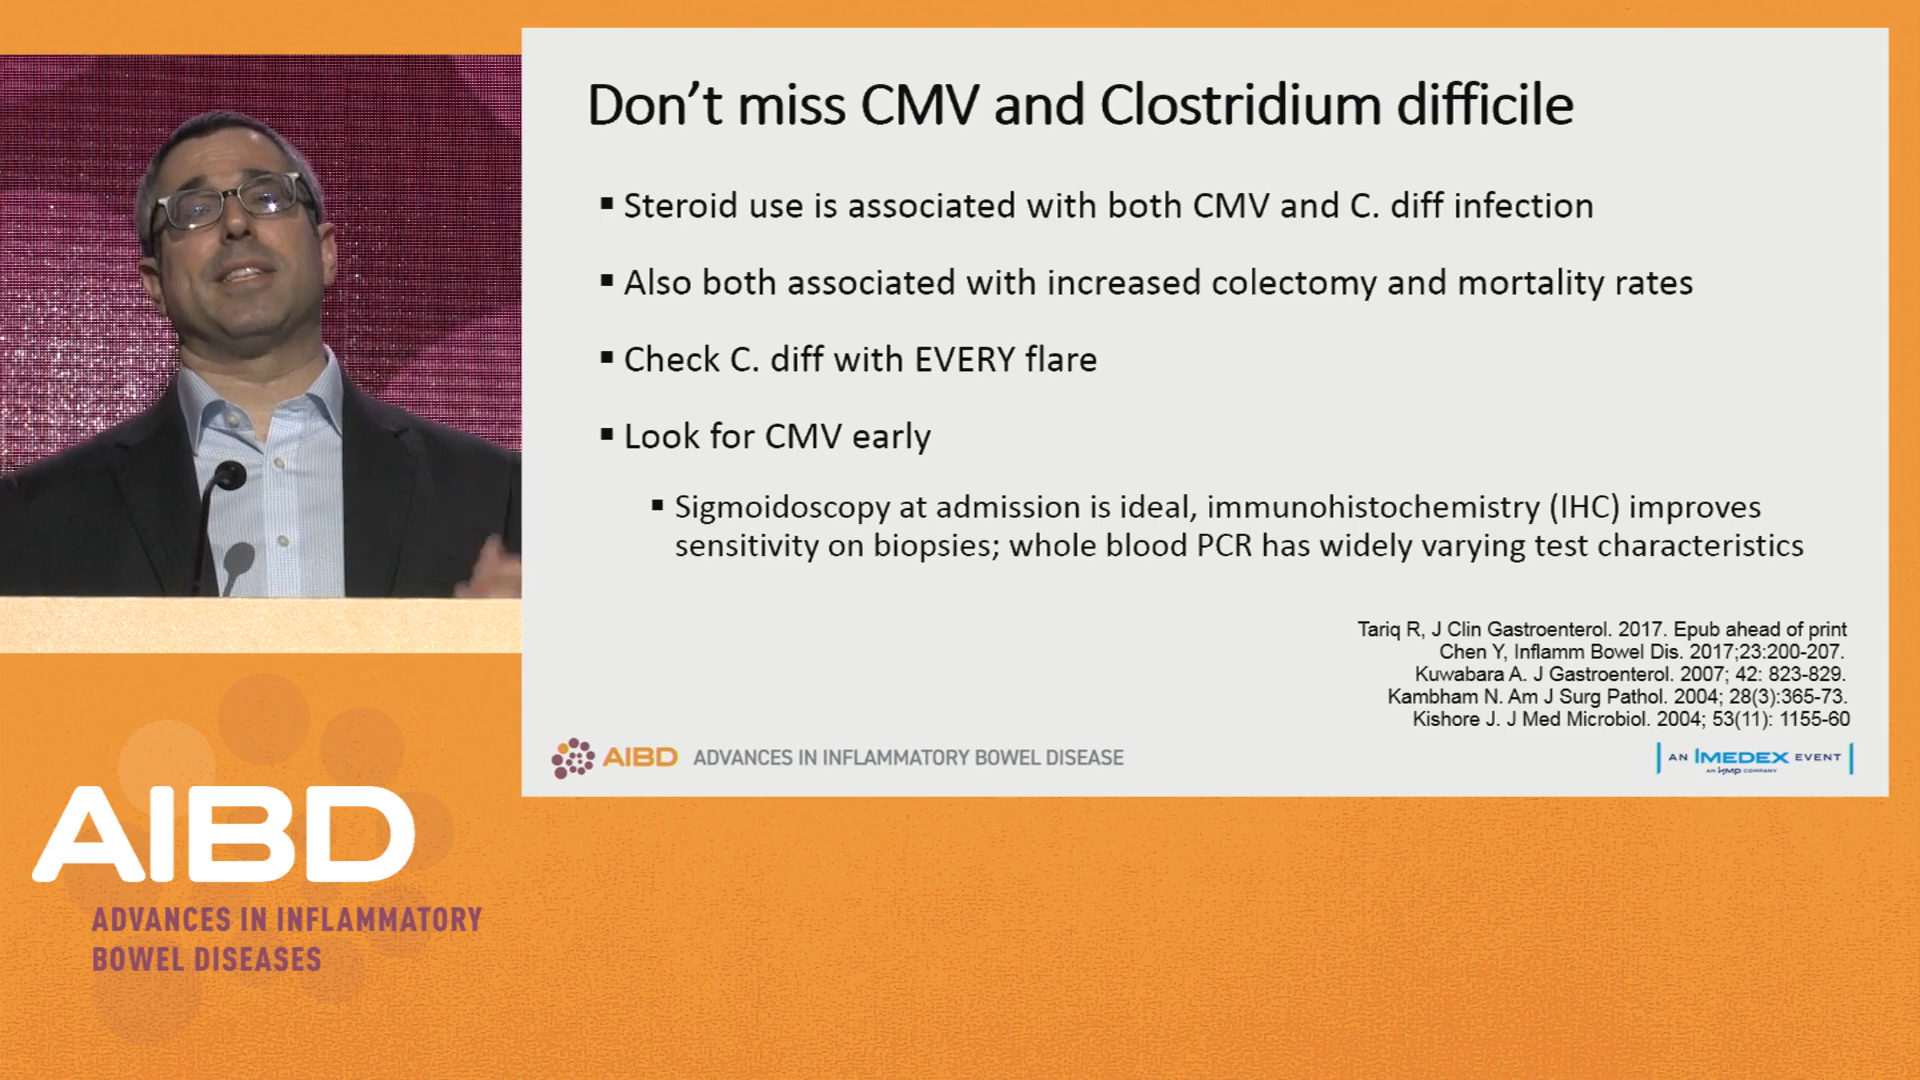 Don't miss CMV and Clostridium difficile
▪ Steroid use is associated with both CMV and C. diff infection
▪ Also both associated with increased colectomy and mortality rates
▪ Check C. diff with EVERY flare
▪ Look for CMV early
▪ Sigmoidoscopy at admission is ideal, immunohistochemistry (IHC) improves
sensitivity on biopsies; whole blood PCR has widely varying test characteristics
Tariq R, J Clin Gastroenterol. 2017. Epub ahead of print
Chen Y, Inflamm Bowel Dis. 2017;23:200-207.
Kuwabara A. J Gastroenterol. 2007; 42: 823-829.
Kambham N. Am J Surg Pathol. 2004; 28(3):365-73.
Kishore J. J Med Microbiol. 2004; 53(11): 1155-60
AIBD ADVANCES IN INFLAMMATORY BOWEL DISEASE
AN IMEDEX EVENT
AN HMP COMPANY
AIBD
ADVANCES IN INFLAMMATORY
BOWEL DISEASES